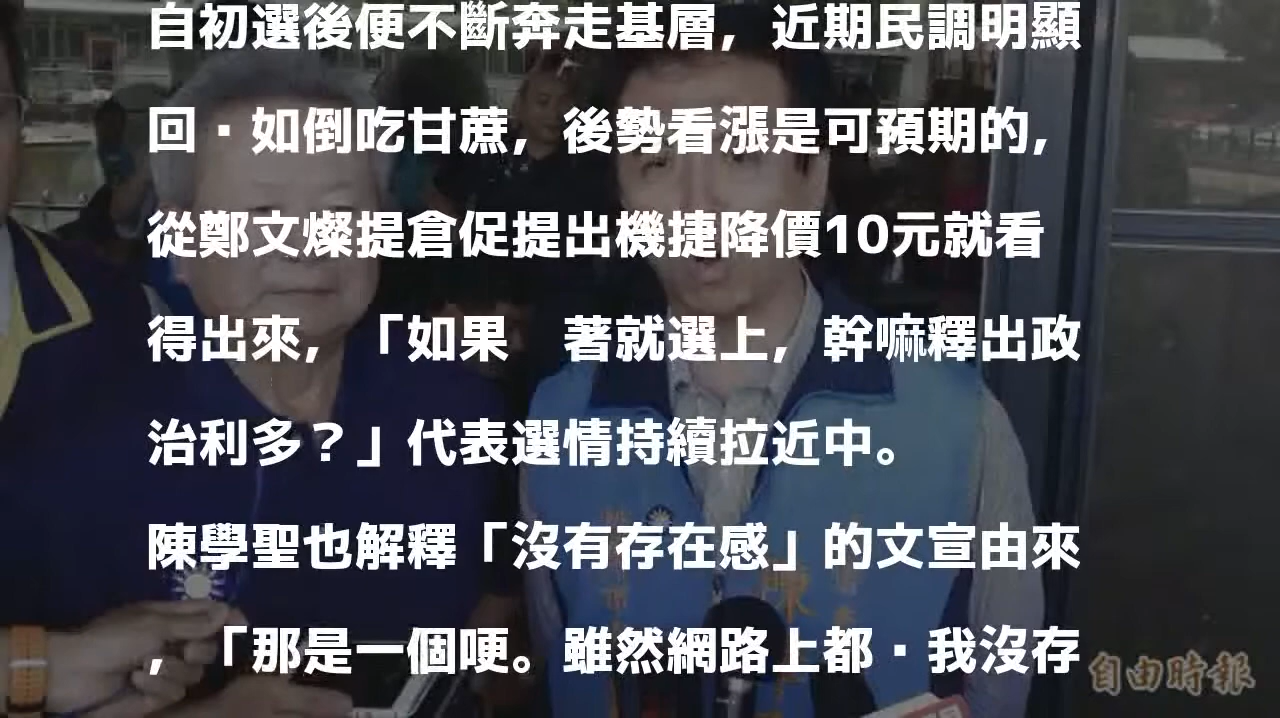 自初選後便不斷奔走基層，近期民調明顯
回·如倒吃甘蔗，後勢看漲是可預期的，
從鄭文燦提倉促提出機捷降價10元就看
得出來，「如果　著就選上，幹嘛釋出政
治利多？」代表選情持續拉近中。
陳學聖也解釋「沒有存在感」的文宣由來
，「那是一個哽。雖然網路上都·我沒存
自由時報